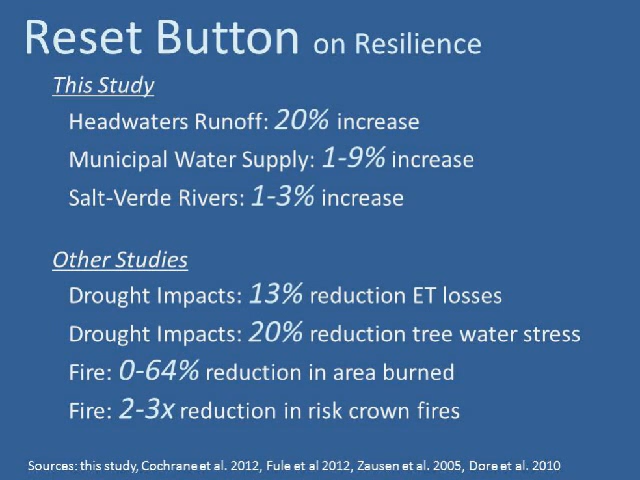 Reset Button on Resilience
This Study
Headwaters Runoff: 20% increase
Municipal Water Supply: 1-9% increase
Salt-Verde Rivers: 1-3% increase
Other Studies
Drought Impacts: 13% reduction ET losses
Drought Impacts: 20% reduction tree water stress
Fire: 0-64% reduction in area burned
Fire: 2-3x reduction in risk crown fires
Sources: this study, Cochrane et al. 2012, Fule et al 2012, Zausen et al. 2005, Dore et al. 2010